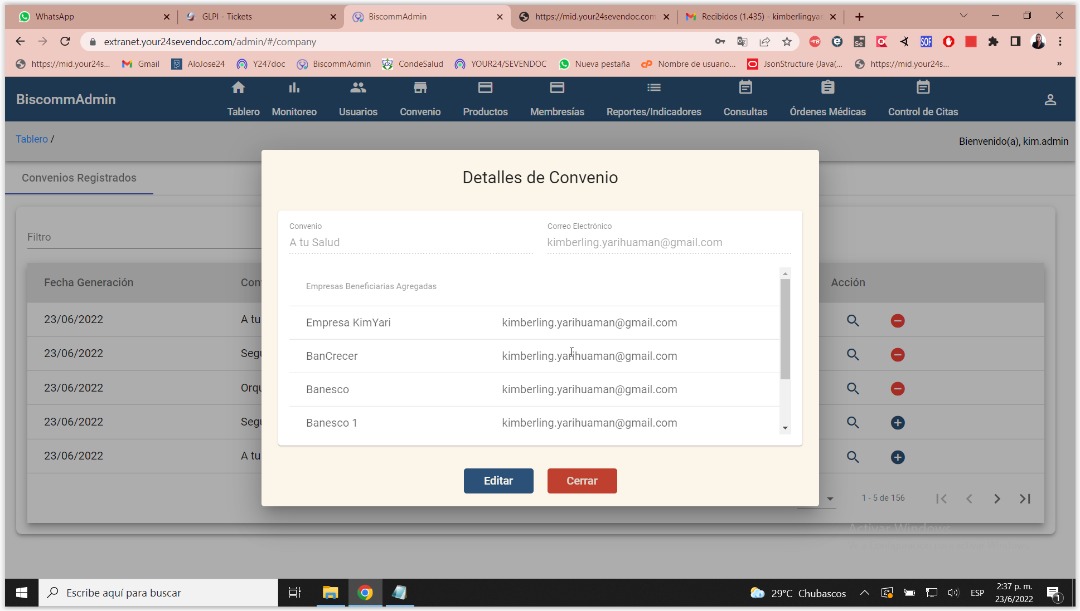 WhatsApp
GLPI - Tickets
BiscommAdmin
https://mid.your24sevendoc.com/
Recibidos (1.435) - kimberlingya
extranet.your24sevendoc.com/admin/#/company
https://mid.your24s...
Gmail
AloJose24
Y247doc
BiscommAdmin
CondeSalud
YOUR24/SEVENDOC
Nueva pestaña
Nombre de usuario...
JsonStructure (Java(...
https://mid.your24s...
»
BiscommAdmin
Tablero
Monitoreo
Usuarios
Convenio
Productos
Membresías
Reportes/Indicadores
Consultas
Órdenes Médicas
Control de Citas
Tablero /
Bienvenido(a), kim.admin
Convenios Registrados
Detalles de Convenio
Filtro
Convenio
A tu Salud
Correo Electrónico
kimberling.yarihuaman@gmail.com
Empresas Beneficiarias Agregadas
Empresa KimYari kimberling.yarihuaman@gmail.com
BanCrecer kimberling.yarihuaman@gmail.com
Banesco kimberling.yarihuaman@gmail.com
Banesco 1 kimberling.yarihuaman@gmail.com
Editar
Cerrar
Fecha Generación Con Acción
23/06/2022 A tu
23/06/2022 Segu
23/06/2022 Orqu
23/06/2022 Segu
23/06/2022 A tu
1 - 5 de 156
Activar Windows
Escribe aquí para buscar
29°C Chubascos
ESP
2:37 p. m.
23/6/2022
1